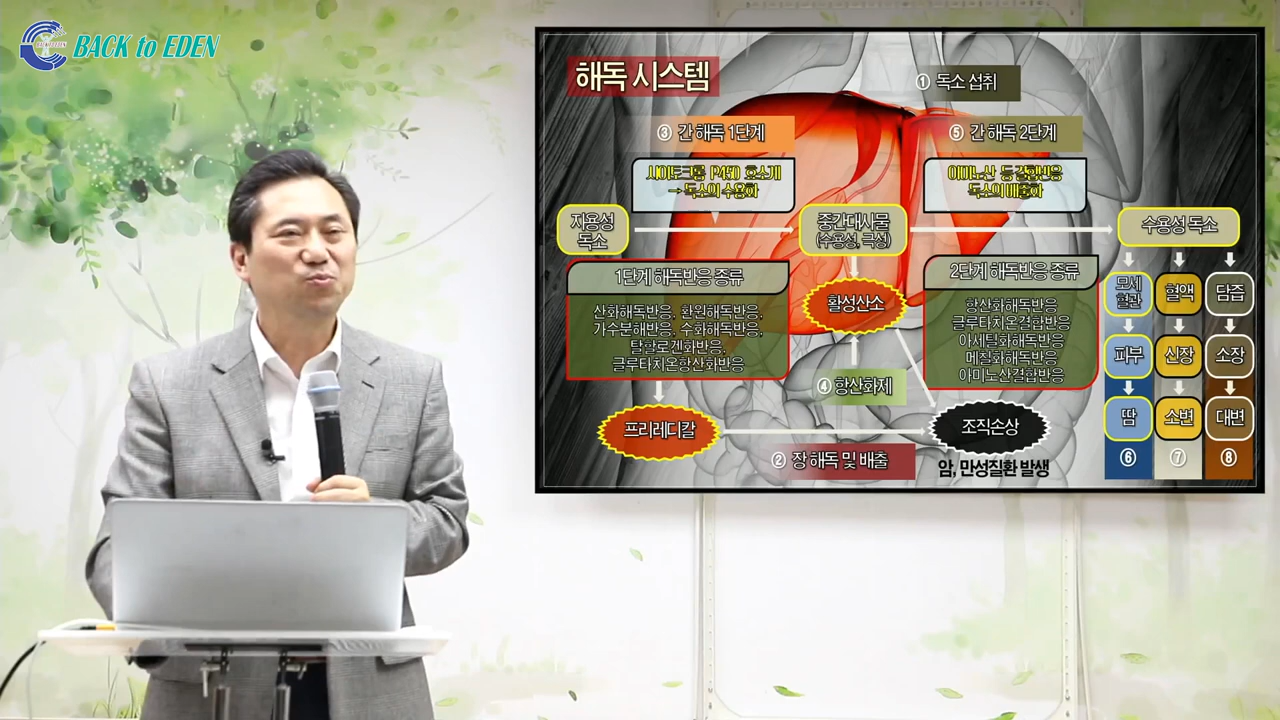 BACK to EDEN
해독 시스템
① 독소 섭취
③ 간 해독 1단계
⑤ 간 해독 2단계
사이토크롬 P450 효소계
→ 독소의 수용화
아미노산 등 결합반응
독소의 배출화
지용성
독소
중간대사물
(수용성, 극성)
수용성 독소
1단계 해독반응 종류
산화해독반응, 환원해독반응,
가수분해반응, 수화해독반응,
탈할로겐화반응,
글루타치온항산화반응
활성산소
2단계 해독반응 종류
항산화해독반응
글루타치온결합반응
아세틸화해독반응
메절화해독반응
아미노산결합반응
④ 항산화제
프리레디칼
조직손상
② 장 해독 및 배출
암, 만성질환 발생
모세
혈관
혈액
담즙
피부
신장
소장
땀
소변
대변
⑥
⑦
⑧